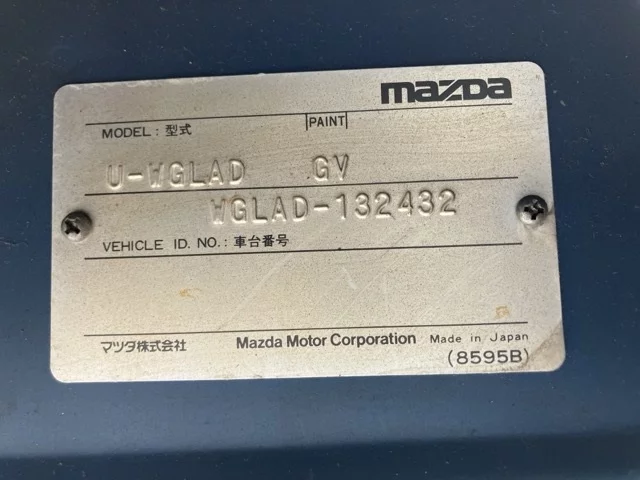 mazda
MODEL : 型式 PAINT
U-WGLAD GV
WGLAD-132432
VEHICLE ID. NO. : 車台番号
マツダ株式会社 Mazda Motor Corporation Made in Japan
(8595B)